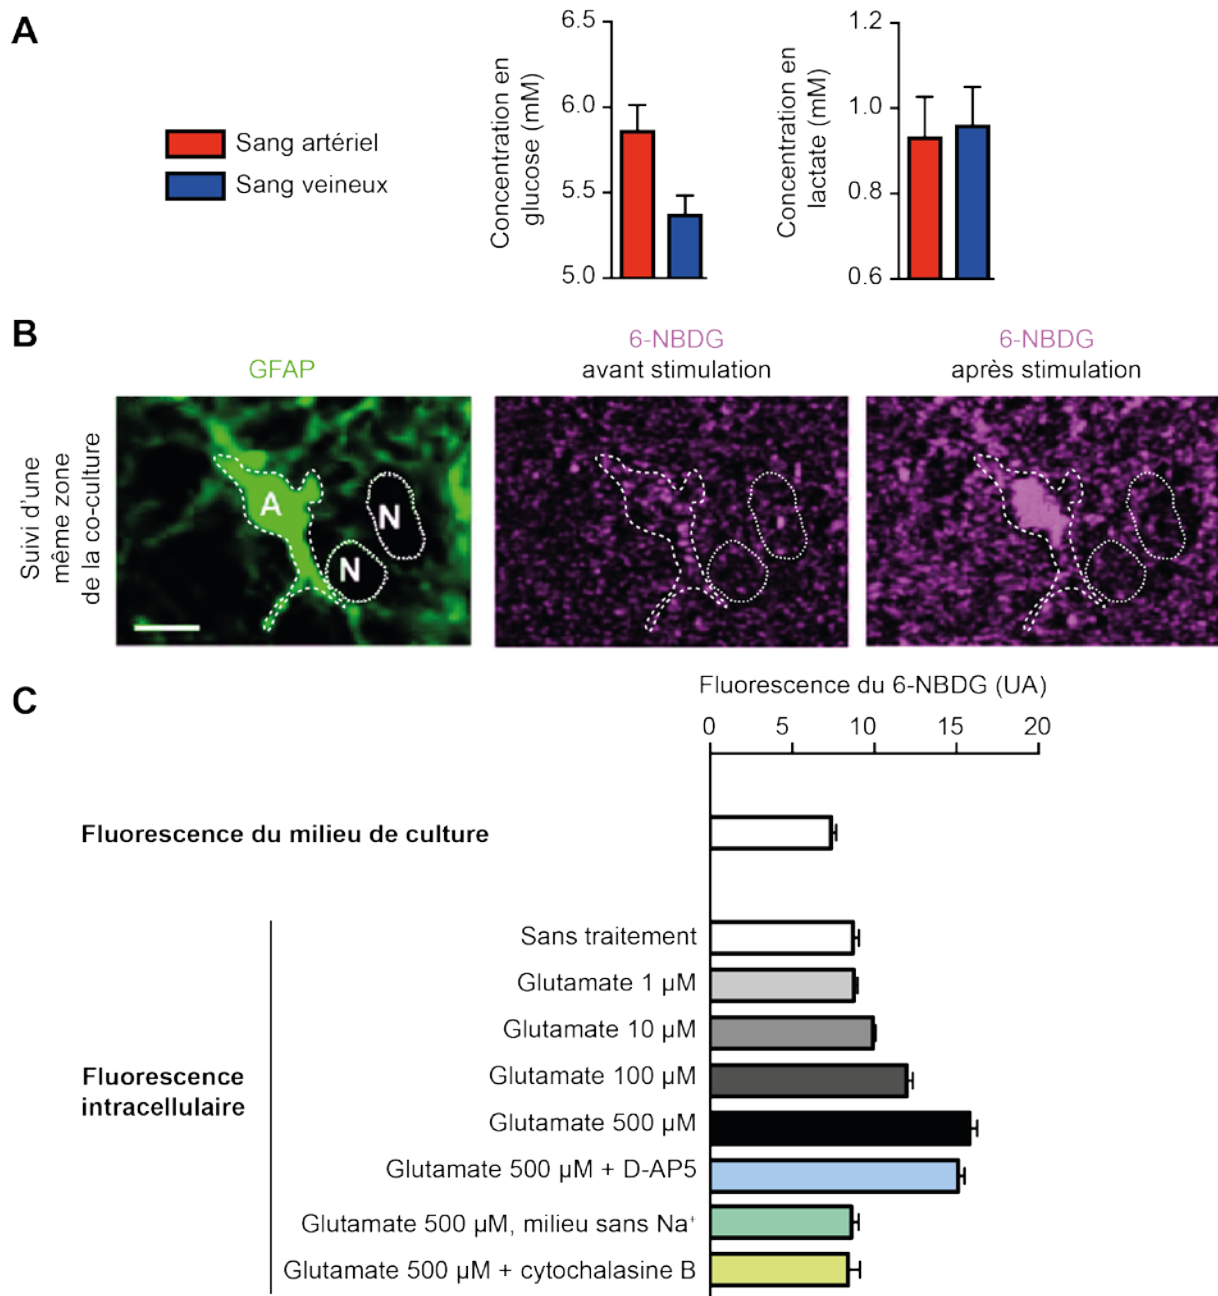 A
Sang artériel
Sang veineux
Concentration en
glucose (mM)
6.5
6.0
5.5
5.0
Concentration en
lactate (mM)
1.2
1.0
0.8
0.6
B
GFAP
6-NBDG
avant stimulation
6-NBDG
après stimulation
Suivi d'une
même zone
de la co-culture
A
N
N
C
Fluorescence du 6-NBDG (UA)
0 5 10 15 20
Fluorescence du milieu de culture
Fluorescence
intracellulaire
Sans traitement
Glutamate 1 µM
Glutamate 10 µM
Glutamate 100 µM
Glutamate 500 µM
Glutamate 500 µM + D-AP5
Glutamate 500 µM, milieu sans Na⁺
Glutamate 500 µM + cytochalasine B